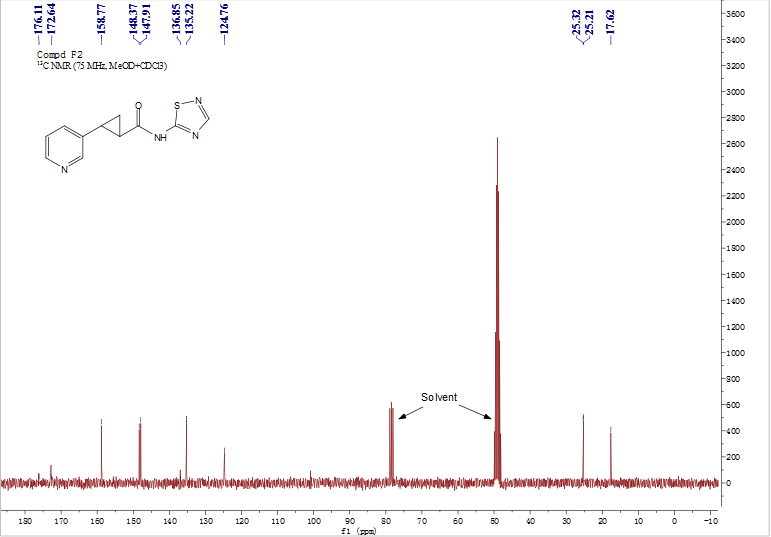 176.11 172.64 158.77 148.37 147.91 136.85 135.22 124.76 25.32 25.21 17.62
Compd F2
¹³C NMR (75 MHz, MeOD+CDCl3)
O
S
N
NH
N
N
Solvent
3600
3400
3200
3000
2800
2600
2400
2200
2000
1800
1600
1400
1200
1000
800
600
400
200
0
180 170 160 150 140 130 120 110 100 90 80 70 60 50 40 30 20 10 0 -10
f1 (ppm)